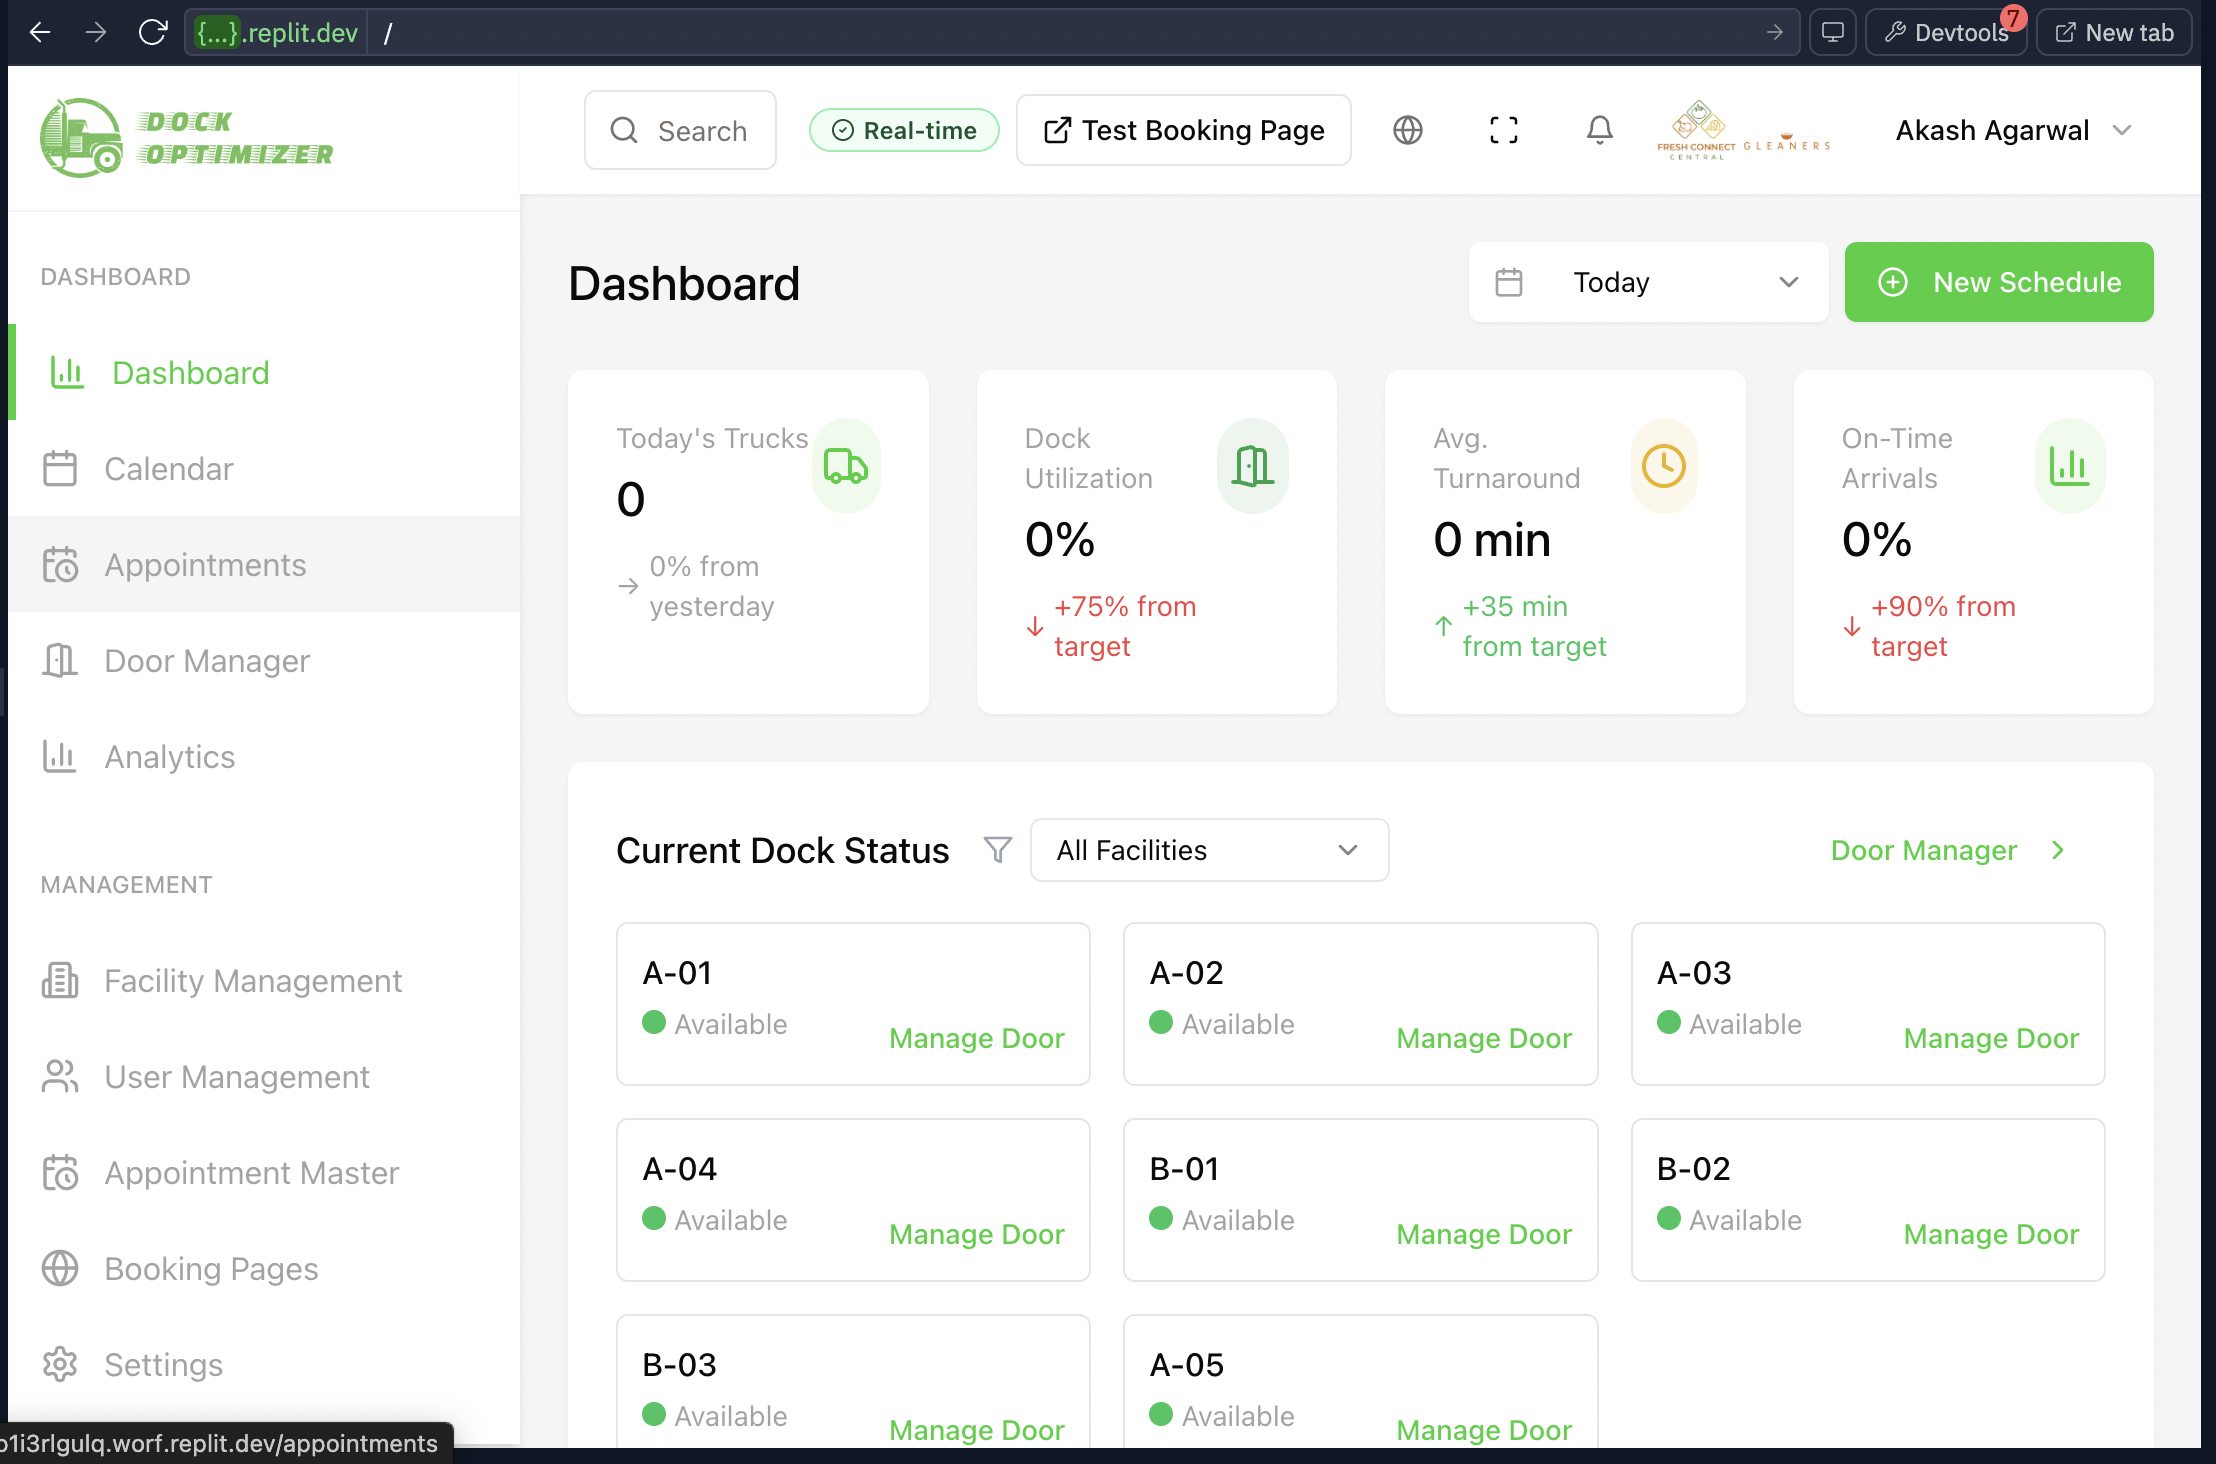 {...}.replit.dev /
Devtools 7
New tab
DOCK
OPTIMIZER
Search
Real-time
Test Booking Page
FRESH CONNECT
CENTRAL
GLEANERS
Akash Agarwal
DASHBOARD
Dashboard
Calendar
Appointments
Door Manager
Analytics
MANAGEMENT
Facility Management
User Management
Appointment Master
Booking Pages
Settings
Dashboard
Today
New Schedule
Today's Trucks
0
0% from
yesterday
Dock
Utilization
0%
+75% from
target
Avg.
Turnaround
0 min
+35 min
from target
On-Time
Arrivals
0%
+90% from
target
Current Dock Status
All Facilities
Door Manager
A-01
Available
Manage Door
A-02
Available
Manage Door
A-03
Available
Manage Door
A-04
Available
Manage Door
B-01
Available
Manage Door
B-02
Available
Manage Door
B-03
Available
Manage Door
A-05
Available
Manage Door
o1i3rlgulq.worf.replit.dev/appointments